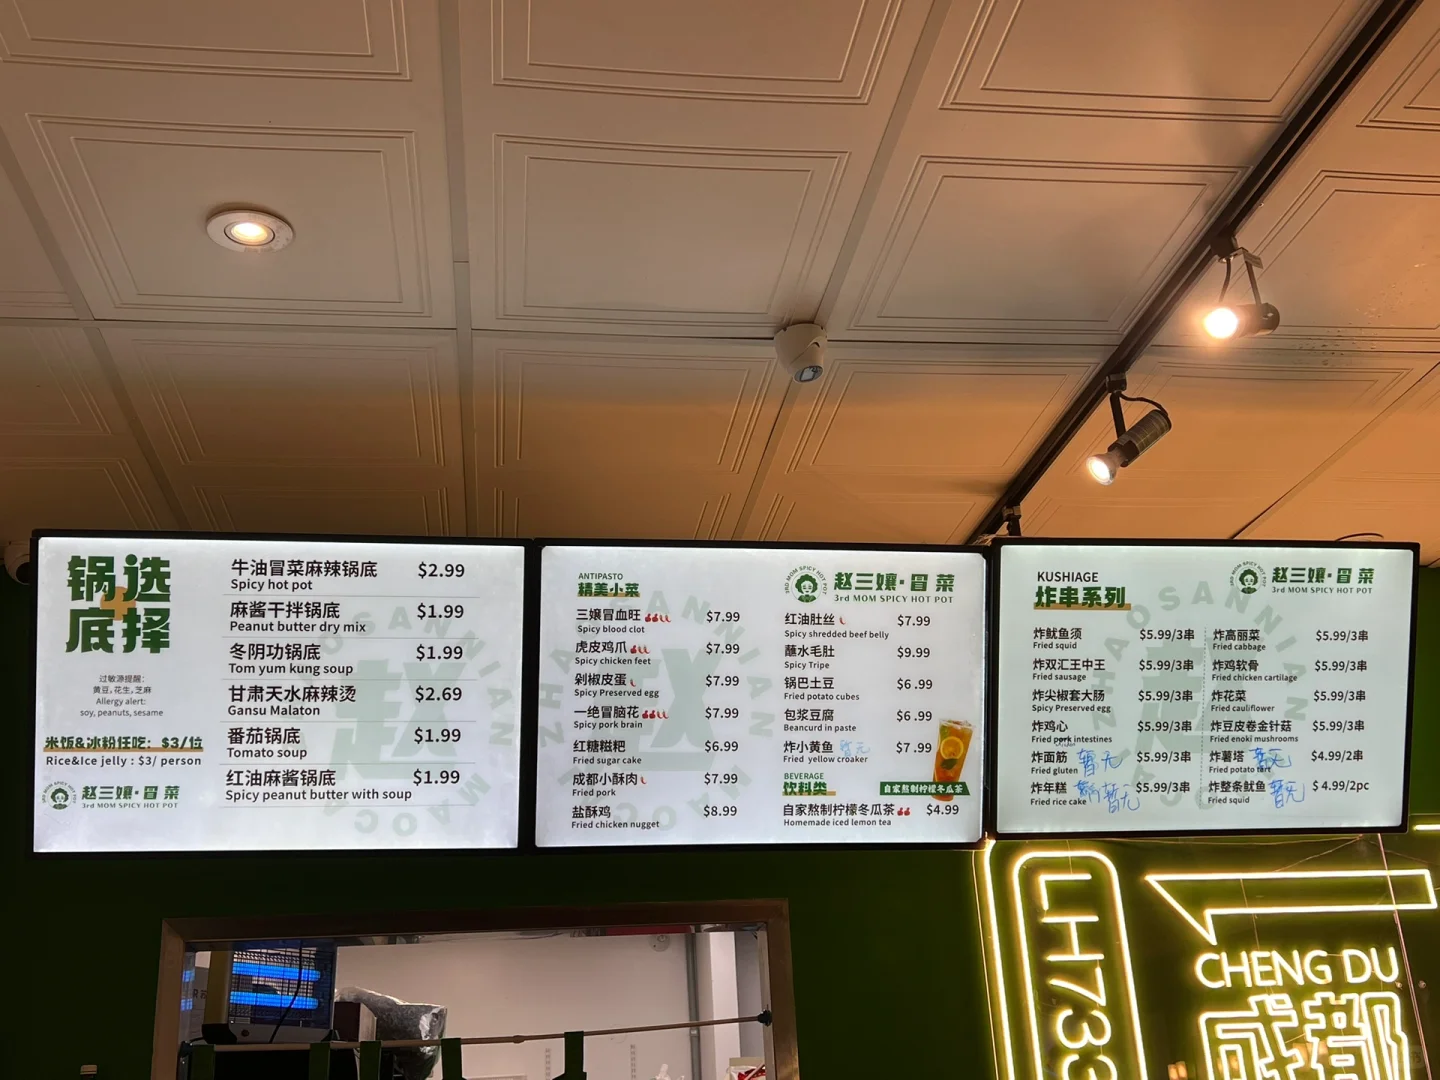 锅选
底择
过敏源提醒:
黄豆,花生,芝麻
Allergy alert:
soy, peanuts, sesame
米饭&冰粉任吃: $3/位
Rice&Ice jelly : $3/ person
赵三孃·冒菜
3rd MOM SPICY HOT POT
牛油冒菜麻辣锅底 $2.99
Spicy hot pot
麻酱干拌锅底 $1.99
Peanut butter dry mix
冬阴功锅底 $1.99
Tom yum kung soup
甘肃天水麻辣烫 $2.69
Gansu Malaton
番茄锅底 $1.99
Tomato soup
红油麻酱锅底 $1.99
Spicy peanut butter with soup
ANTIPASTO
精美小菜
三孃冒血旺 $7.99
Spicy blood clot
虎皮鸡爪 $7.99
Spicy chicken feet
剁椒皮蛋 $7.99
Spicy Preserved egg
一绝冒脑花 $7.99
Spicy pork brain
红糖糍粑 $6.99
Fried sugar cake
成都小酥肉 $7.99
Fried pork
盐酥鸡 $8.99
Fried chicken nugget
3RD MOM SPICY HOT POT
赵三孃·冒菜
3rd MOM SPICY HOT POT
红油肚丝 $7.99
Spicy shredded beef belly
蘸水毛肚 $9.99
Spicy Tripe
锅巴土豆 $6.99
Fried potato cubes
包浆豆腐 $6.99
Beancurd in paste
炸小黄鱼 暂无 $7.99
Fried yellow croaker
BEVERAGE
饮料类
自家熬制柠檬冬瓜茶
自家熬制柠檬冬瓜茶 $4.99
Homemade iced lemon tea
KUSHIAGE
炸串系列
赵三孃·冒菜
3rd MOM SPICY HOT POT
炸鱿鱼须 $5.99/3串
Fried squid
炸双汇王中王 $5.99/3串
Fried sausage
炸尖椒套大肠 $5.99/3串
Spicy Preserved egg
炸鸡心 $5.99/3串
Fried pork intestines
炸面筋 暂无 $5.99/3串
Fried gluten
炸年糕 暂无 $5.99/3串
Fried rice cake
炸高丽菜 $5.99/3串
Fried cabbage
炸鸡软骨 $5.99/3串
Fried chicken cartilage
炸花菜 $5.99/3串
Fried cauliflower
炸豆皮卷金针菇 $5.99/3串
Fried enoki mushrooms
炸薯塔 暂无 $4.99/2串
Fried potato tart
炸整条鱿鱼 暂无 $4.99/2pc
Fried squid
ZHAOSANNIANG MAOCAI
赵
LH733
CHENG DU
成都